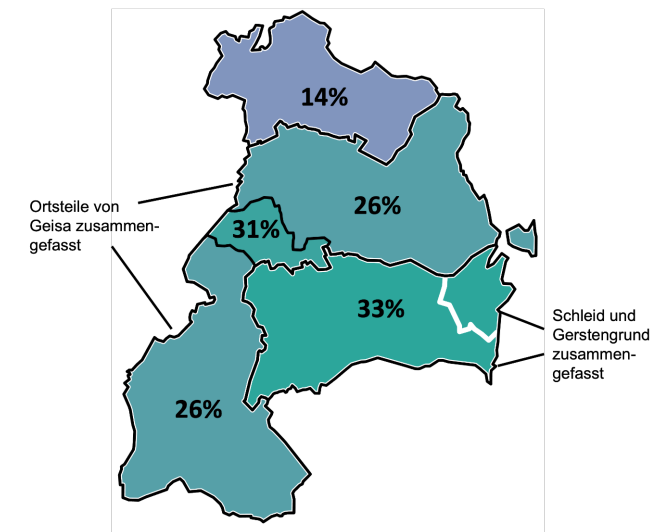 14%
26%
Ortsteile von
Geisa zusammen-
gefasst
31%
33%
Schleid und
Gerstengrund
zusammen-
gefasst
26%